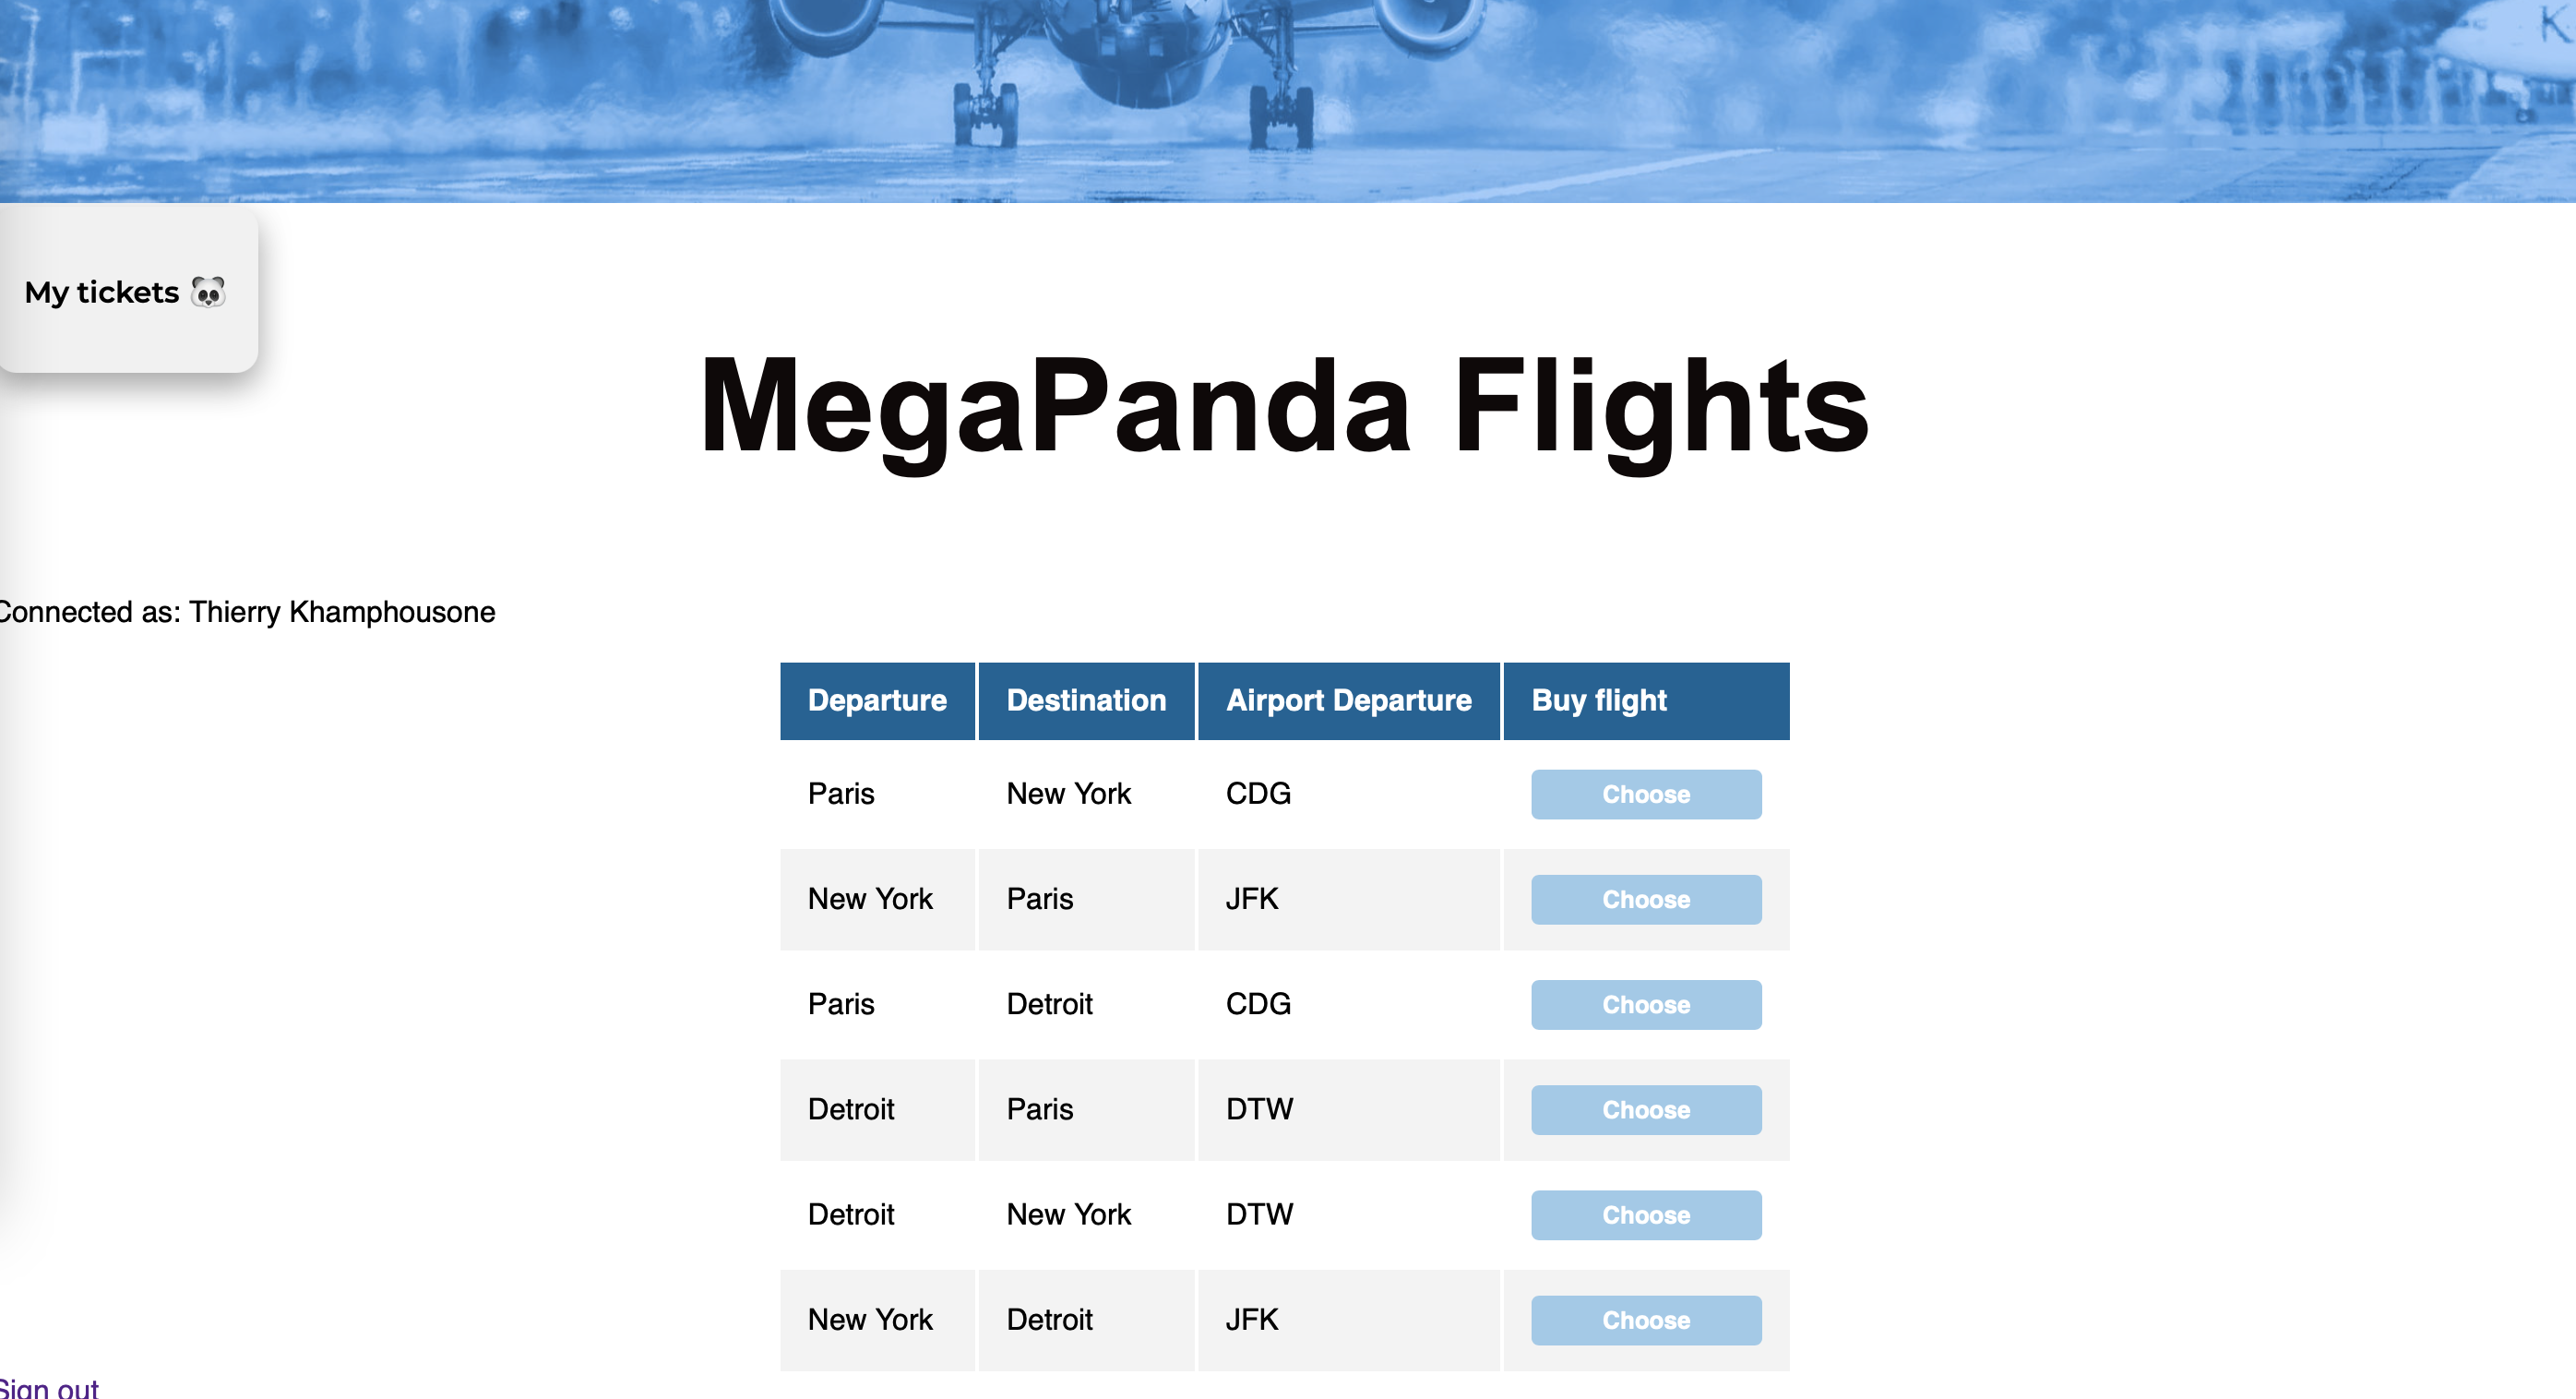 K
My tickets 🐼
MegaPanda Flights
Connected as: Thierry Khamphousone
Departure Destination Airport Departure Buy flight
Paris New York CDG Choose
New York Paris JFK Choose
Paris Detroit CDG Choose
Detroit Paris DTW Choose
Detroit New York DTW Choose
New York Detroit JFK Choose
Sign out